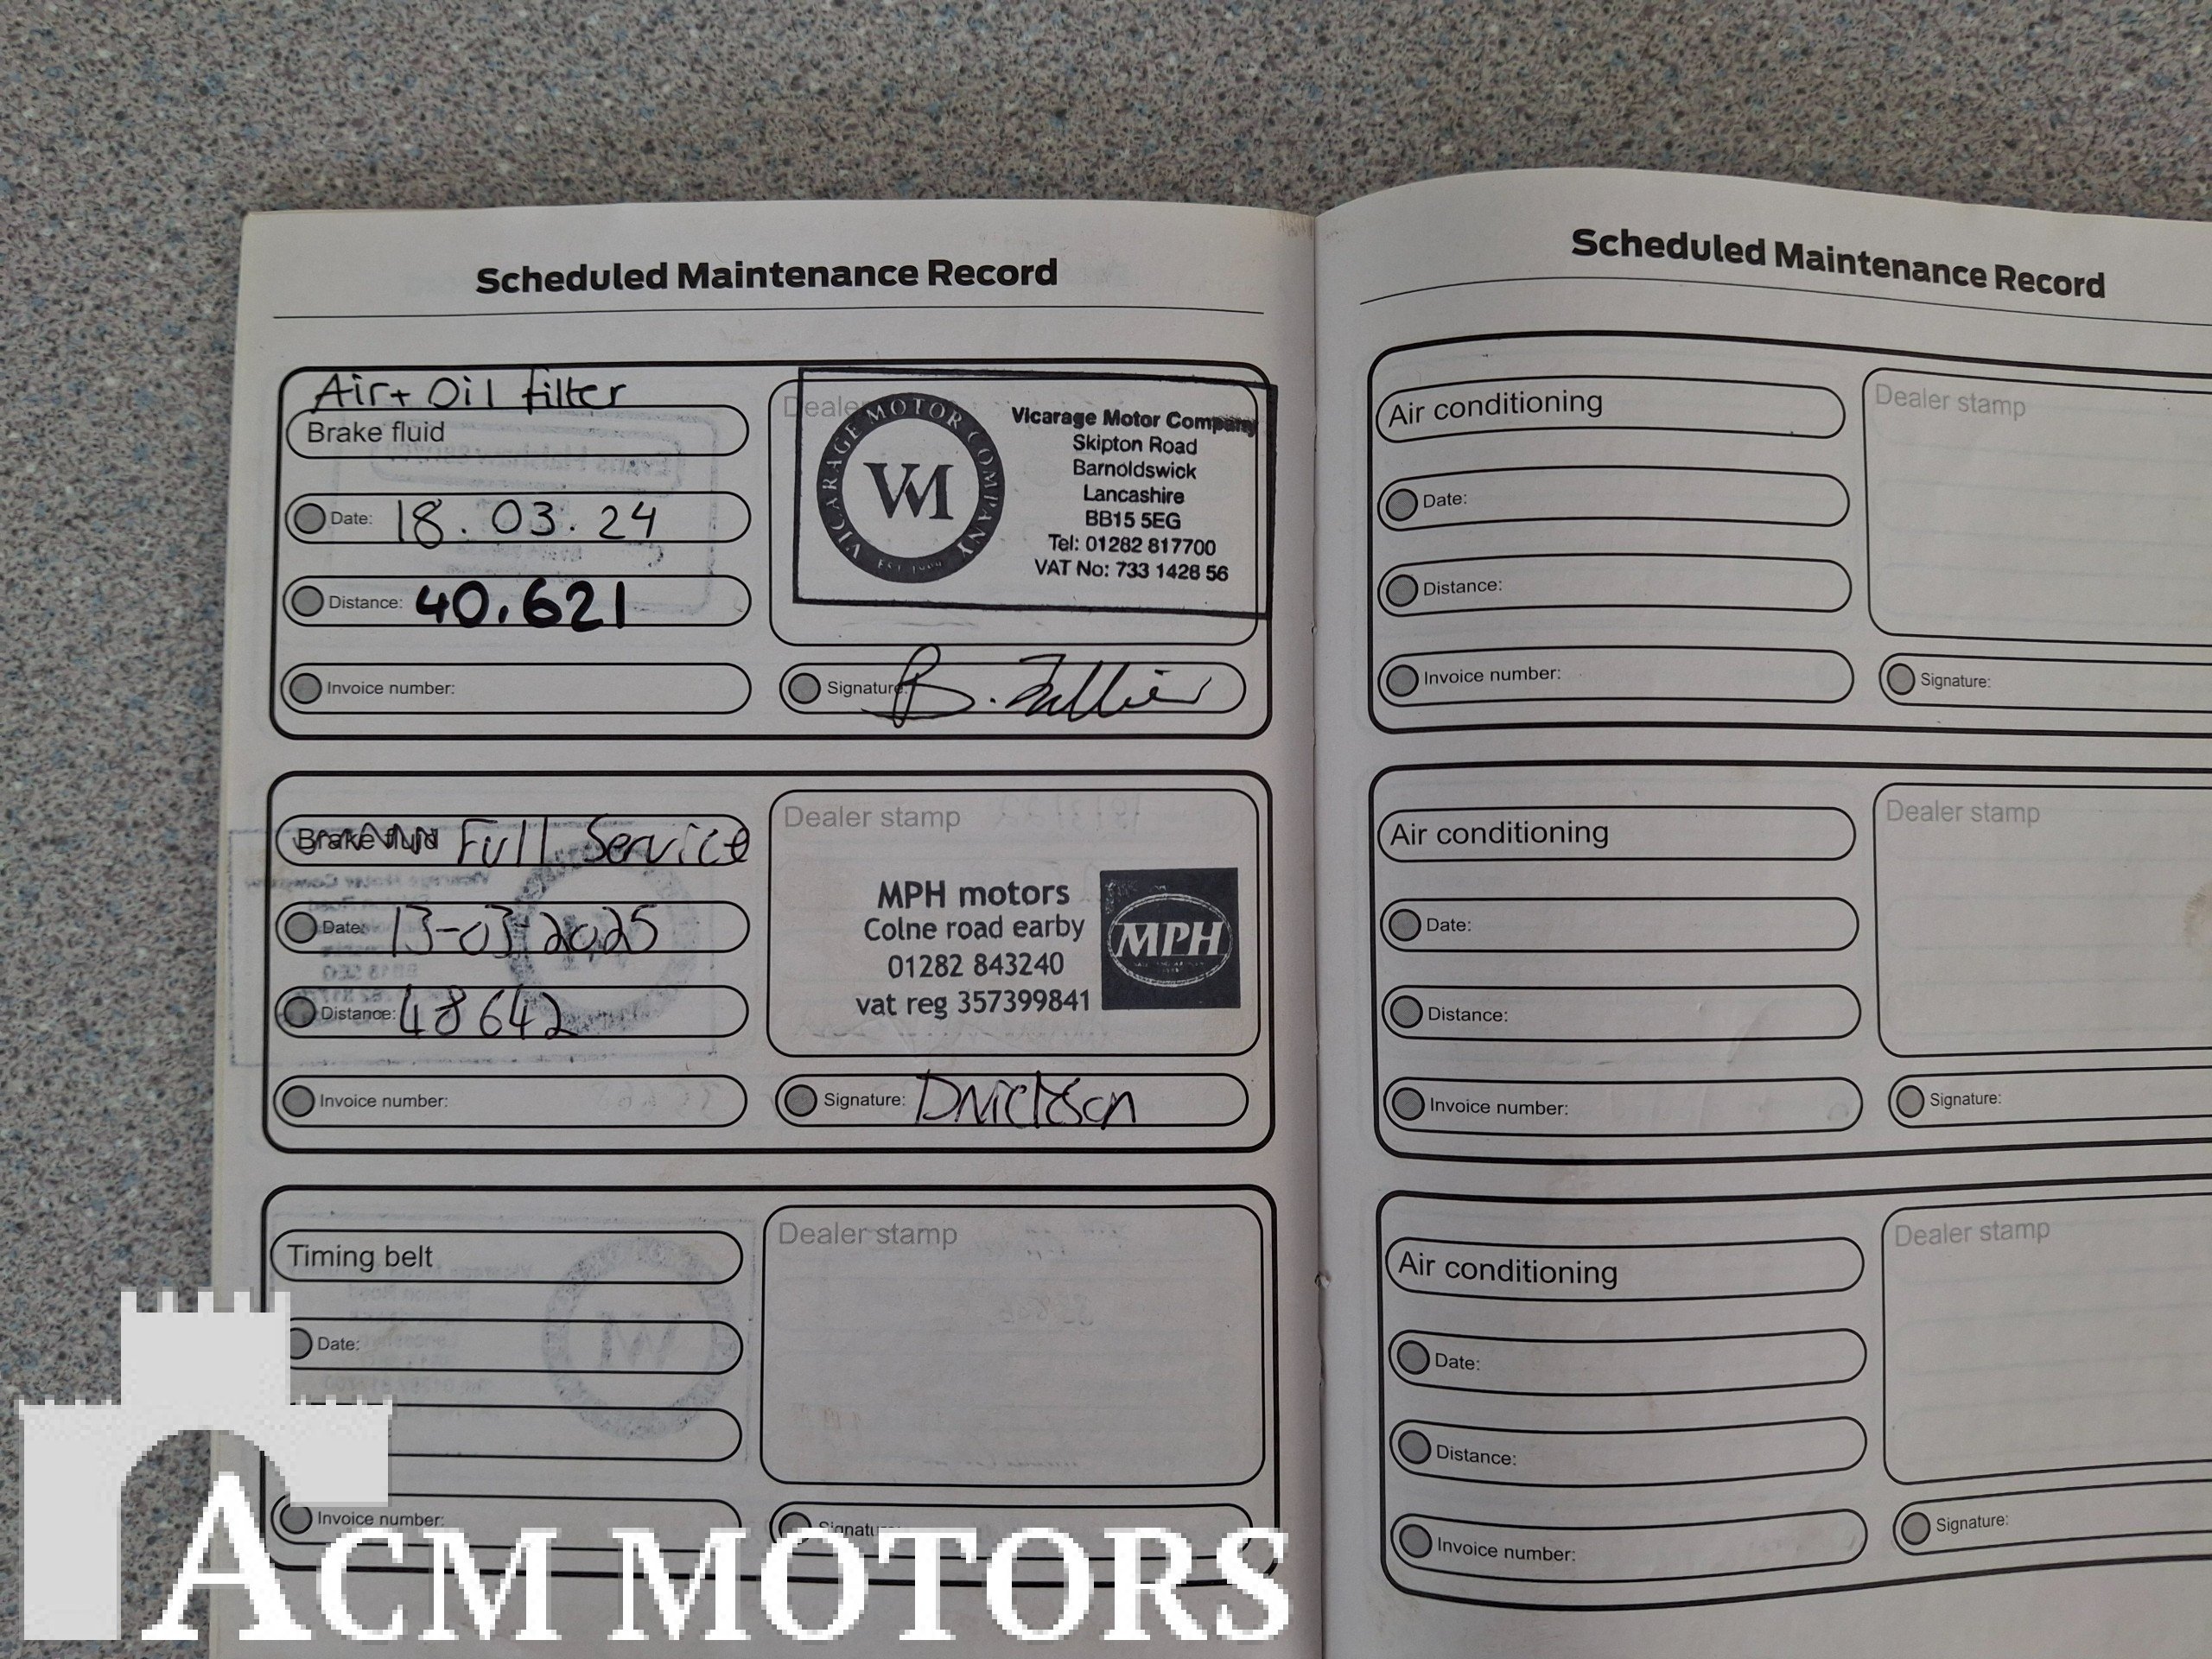 Scheduled Maintenance Record
Air + Oil filter
Brake fluid
Date: 18.03.24
Distance: 40.621
Invoice number:
Dealer
VICARAGE MOTOR COMPANY
VM
Vicarage Motor Company
Skipton Road
Barnoldswick
Lancashire
BB15 5EG
Tel: 01282 817700
VAT No: 733 1428 56
Signature:
Brake fluid Full Service
Date: 13-03-2025
Distance: 48642
Invoice number:
Dealer stamp
MPH motors
Colne road earby
01282 843240
vat reg 357399841
MPH
Signature:
Timing belt
Date:
Invoice number:
Dealer stamp
Scheduled Maintenance Record
Air conditioning
Date:
Distance:
Invoice number:
Dealer stamp
Signature:
Air conditioning
Date:
Distance:
Invoice number:
Dealer stamp
Signature:
Air conditioning
Date:
Distance:
Invoice number:
Dealer stamp
Signature:
ACM MOTORS